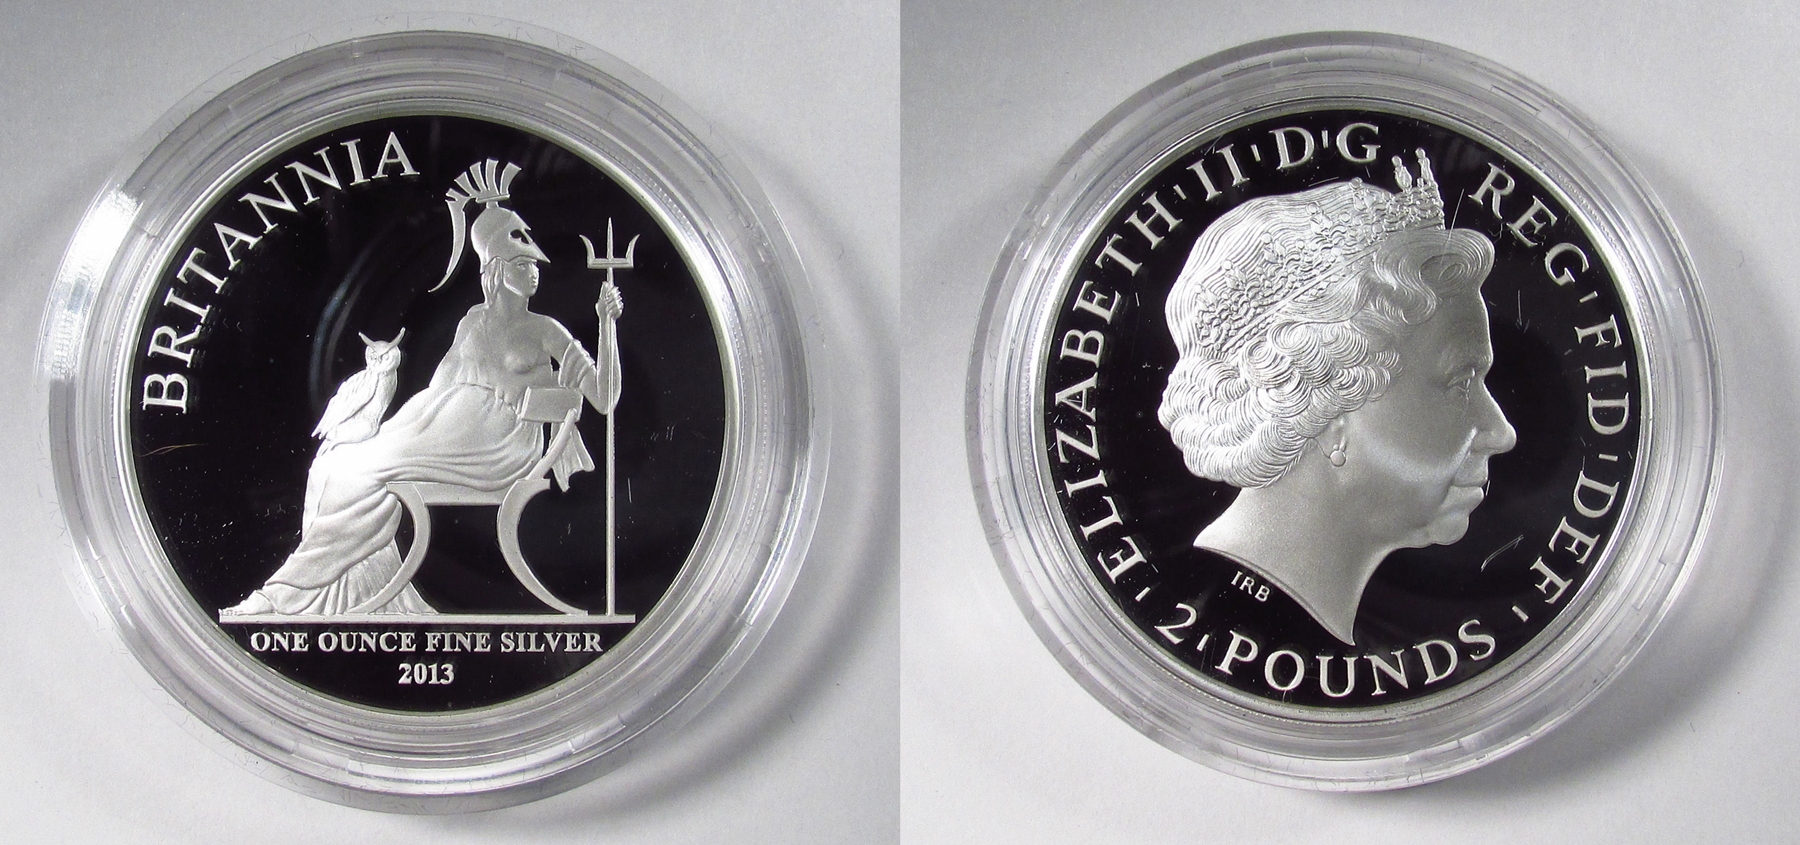 BRITANNIA
ONE OUNCE FINE SILVER
2013
ELIZABETH'II'D'G REG'FID'DEF'
2'POUNDS'
IRB